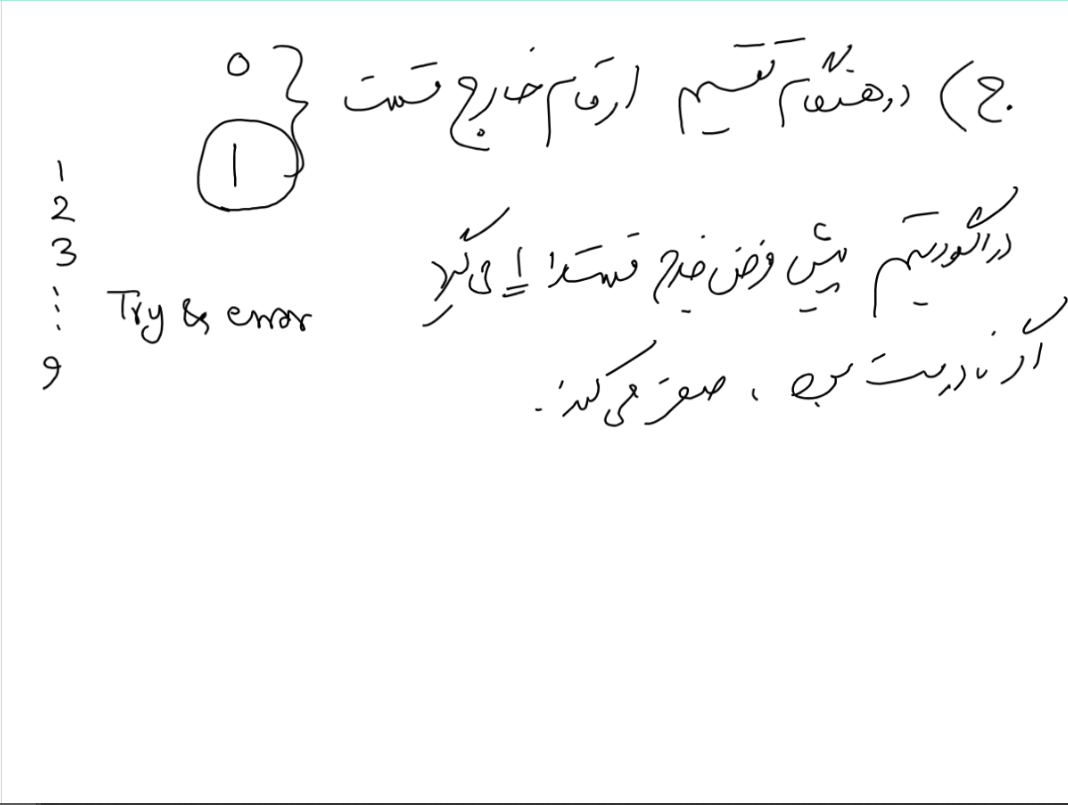 ج) در هنگام تقسیم ارقام خارج قسمت { 0
1
در الگوریتم پیش فرض خارج قسمت را 1 می‌گیرد
اگر نادرست بود، صفر می‌کند.
1
2
3
⋮
9
Try & error